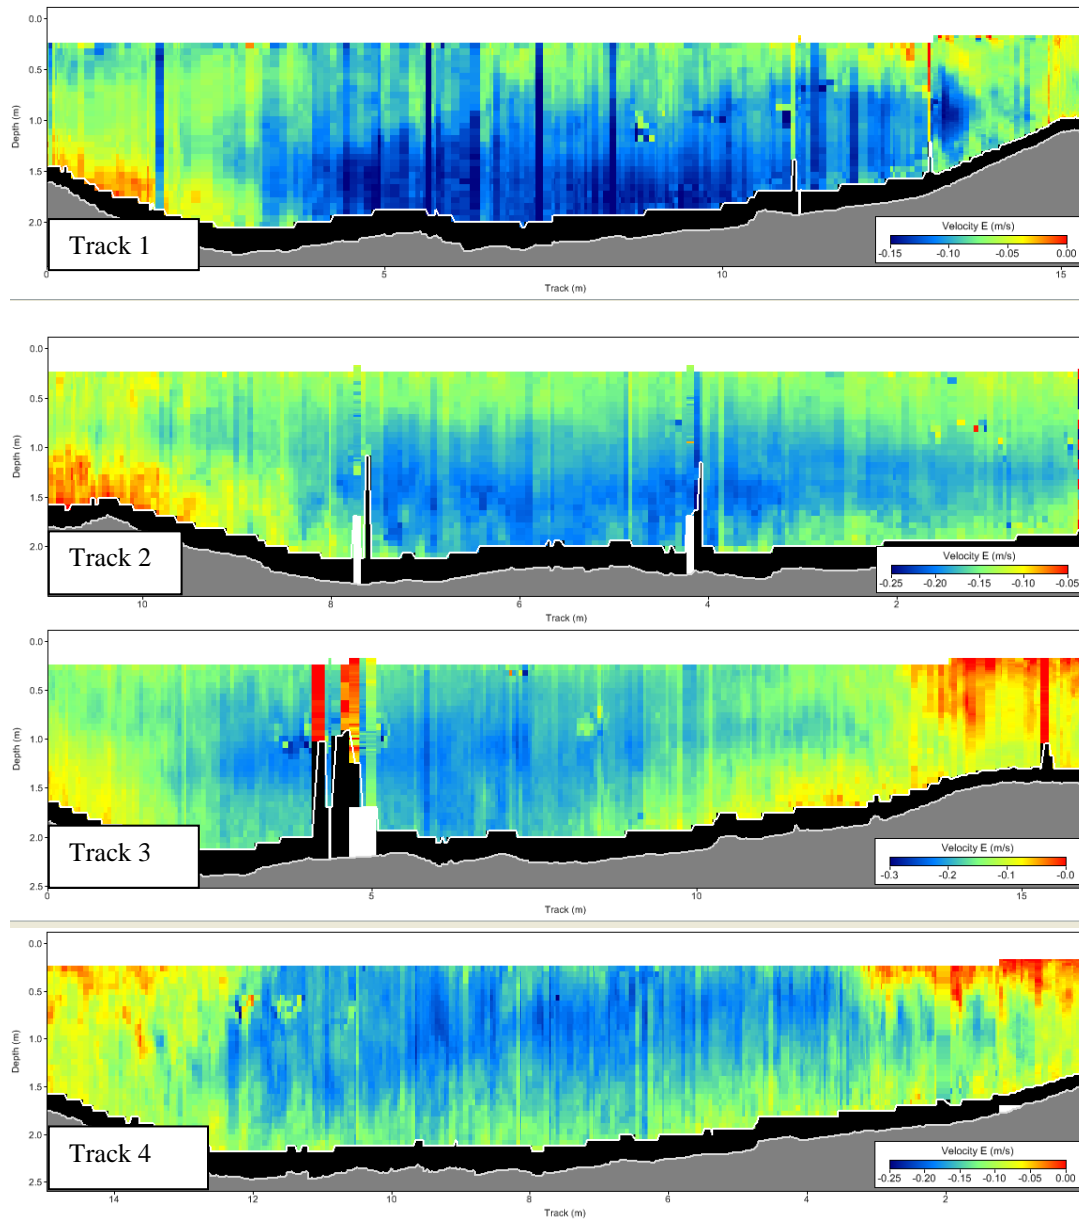 0.0
0.5
1.0
1.5
2.0
Depth (m)
Track 1
Velocity E (m/s)
-0.15 -0.10 -0.05 0.00
0 5 10 15
Track (m)
0.0
0.5
1.0
1.5
2.0
Depth (m)
Track 2
Velocity E (m/s)
-0.25 -0.20 -0.15 -0.10 -0.05
10 8 6 4 2
Track (m)
0.0
0.5
1.0
1.5
2.0
2.5
Depth (m)
Track 3
Velocity E (m/s)
-0.3 -0.2 -0.1 -0.0
0 5 10 15
Track (m)
0.0
0.5
1.0
1.5
2.0
2.5
Depth (m)
Track 4
Velocity E (m/s)
-0.25 -0.20 -0.15 -0.10 -0.05 0.00
14 12 10 8 6 4 2
Track (m)